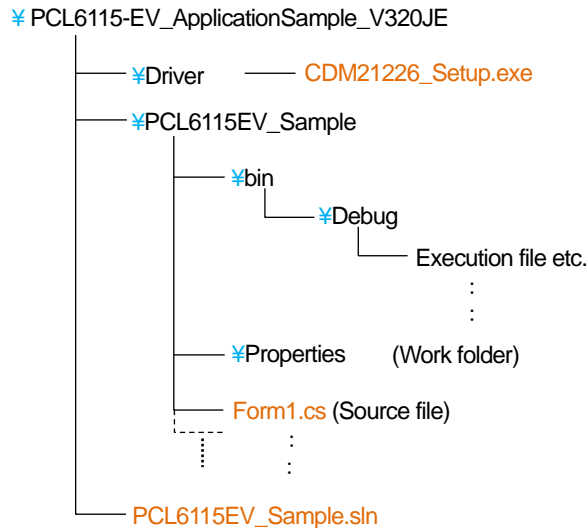 ¥ PCL6115-EV_ApplicationSample_V320JE
¥Driver CDM21226_Setup.exe
¥PCL6115EV_Sample
¥bin
¥Debug
Execution file etc.
:
:
¥Properties (Work folder)
Form1.cs (Source file)
:
:
PCL6115EV_Sample.sln